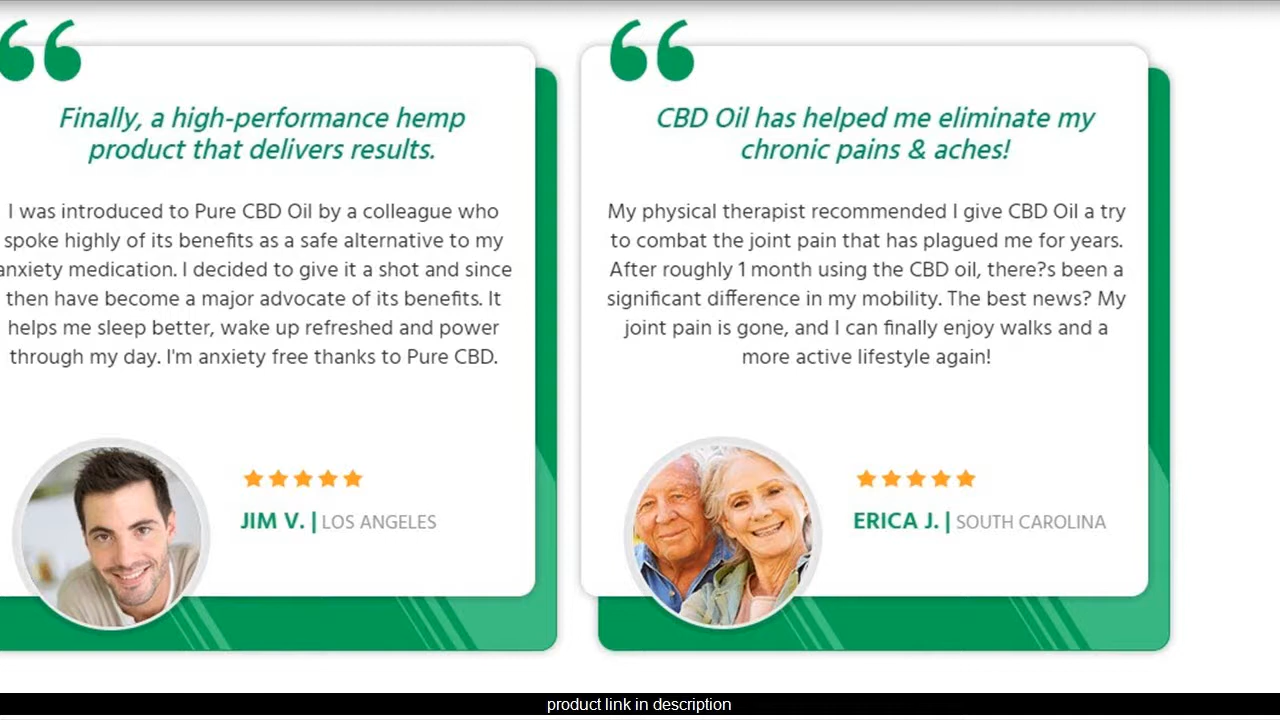 Finally, a high-performance hemp
product that delivers results.
I was introduced to Pure CBD Oil by a colleague who
spoke highly of its benefits as a safe alternative to my
anxiety medication. I decided to give it a shot and since
then have become a major advocate of its benefits. It
helps me sleep better, wake up refreshed and power
through my day. I'm anxiety free thanks to Pure CBD.
JIM V. | LOS ANGELES
CBD Oil has helped me eliminate my
chronic pains & aches!
My physical therapist recommended I give CBD Oil a try
to combat the joint pain that has plagued me for years.
After roughly 1 month using the CBD oil, there?s been a
significant difference in my mobility. The best news? My
joint pain is gone, and I can finally enjoy walks and a
more active lifestyle again!
ERICA J. | SOUTH CAROLINA
product link in description